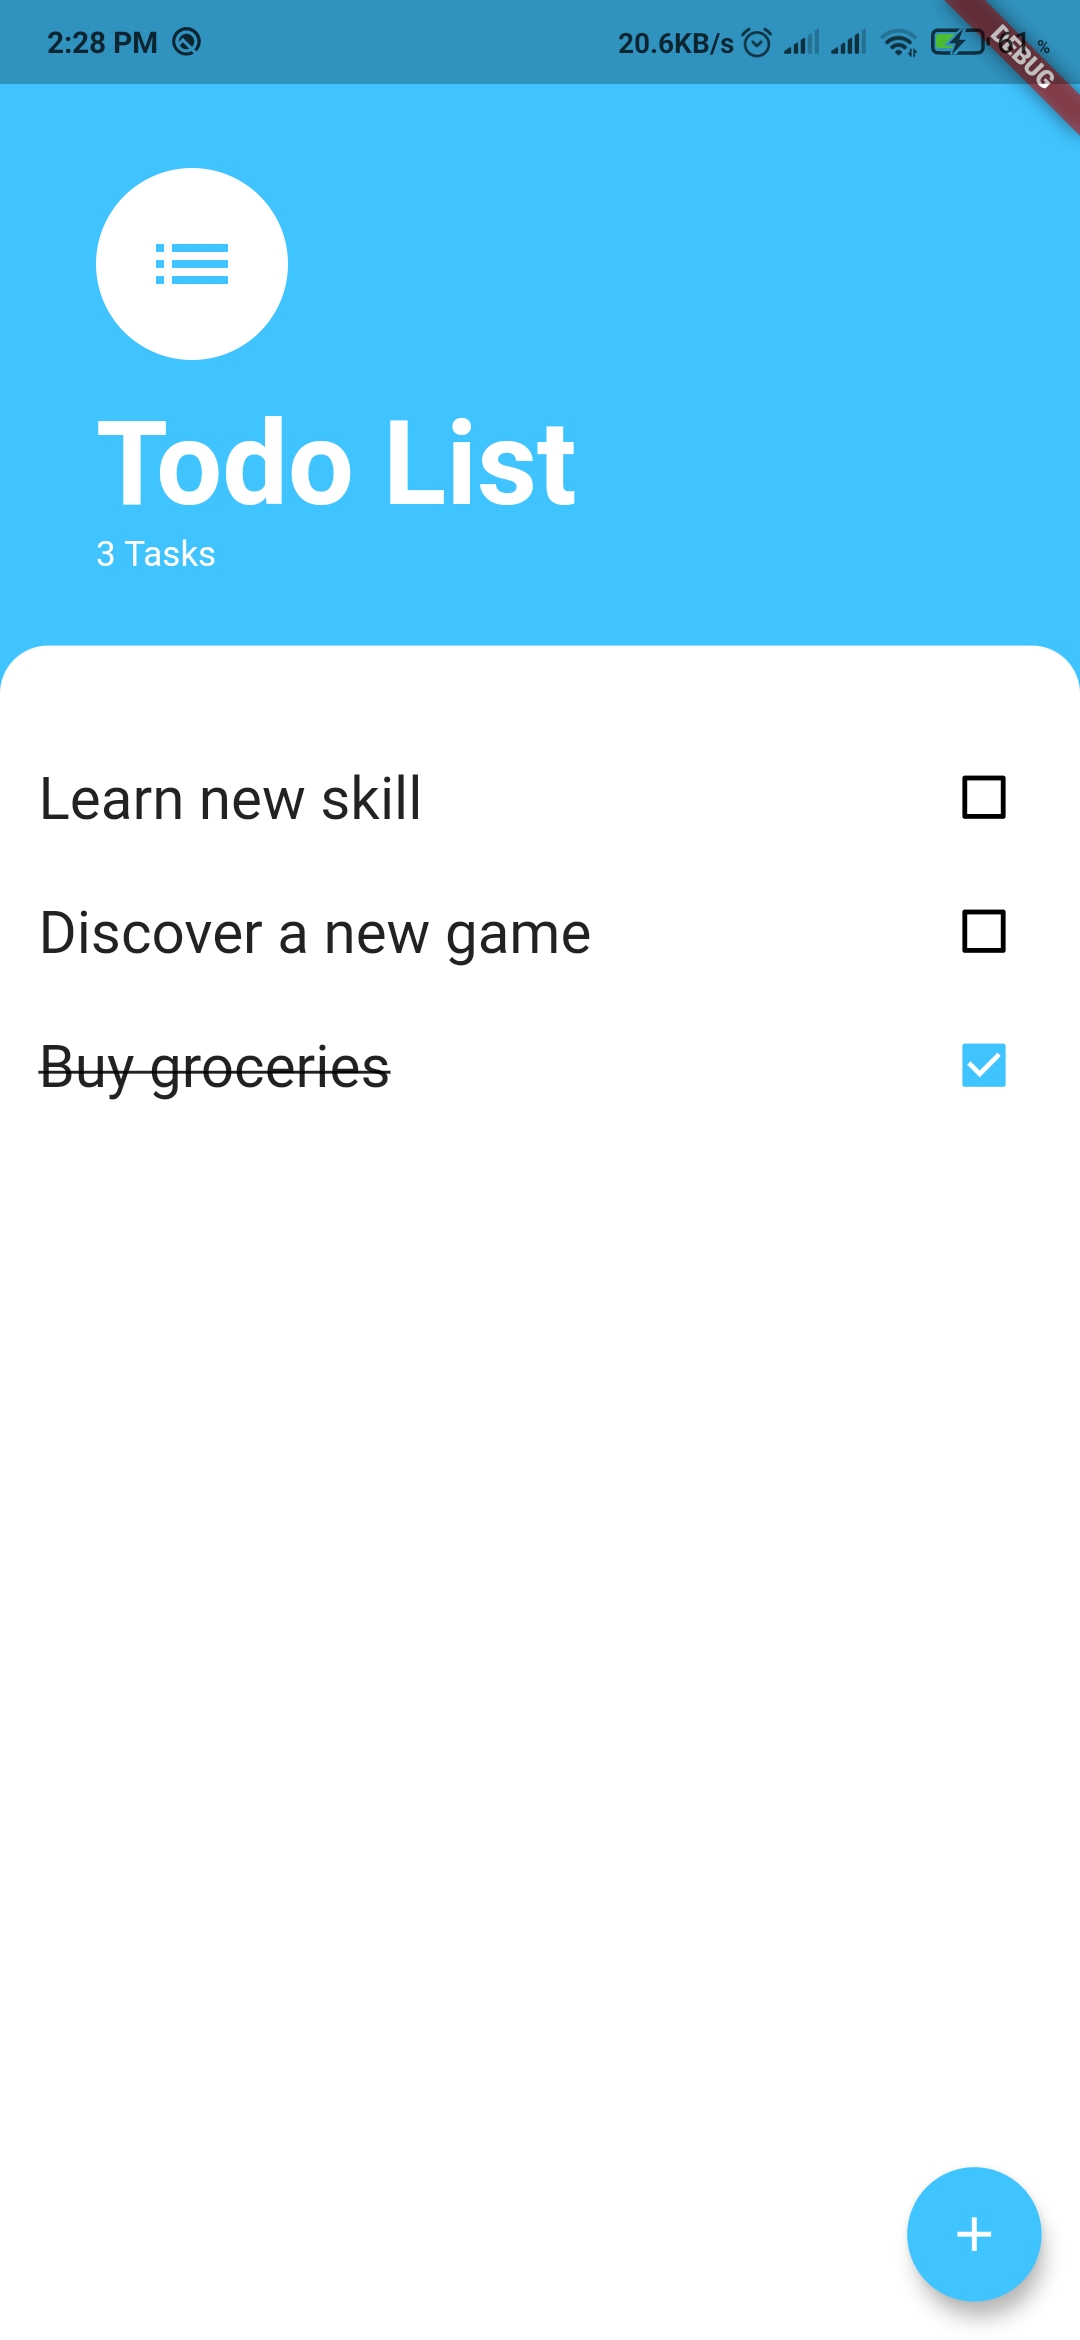 2:28 PM 20.6KB/s %
DEBUG
Todo List
3 Tasks
Learn new skill
Discover a new game
Buy groceries